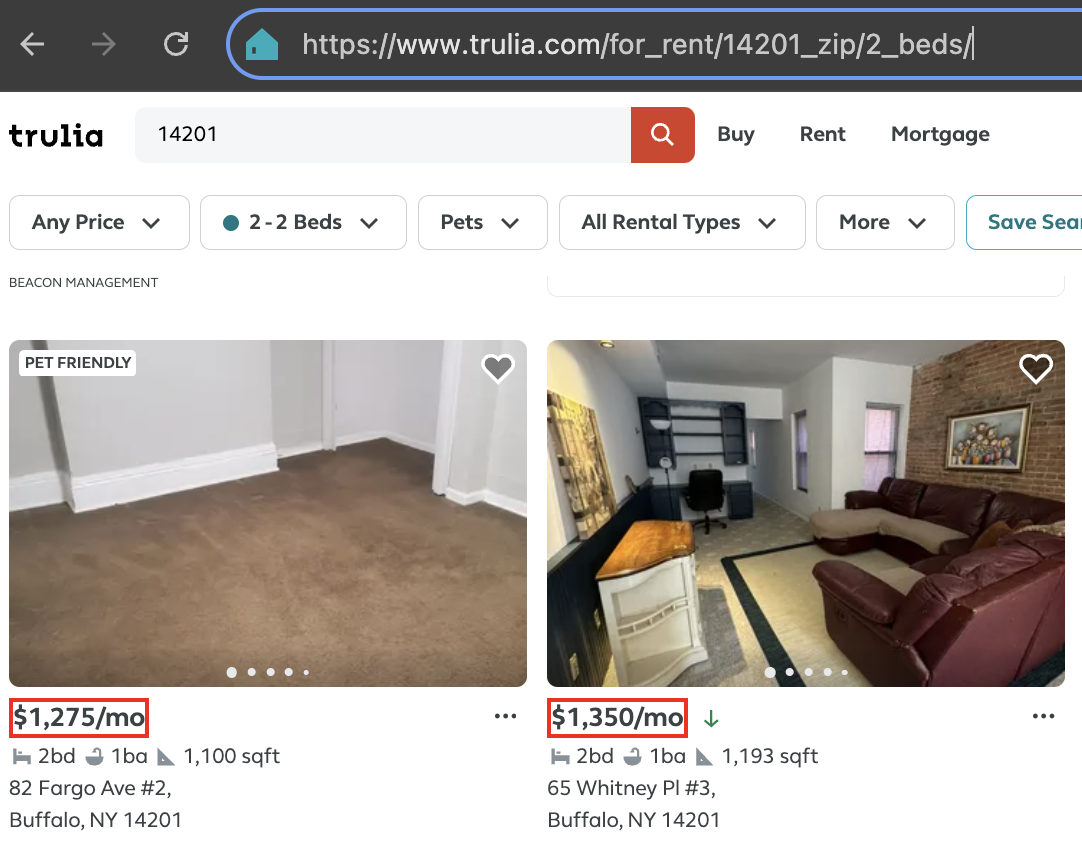 https://www.trulia.com/for_rent/14201_zip/2_beds/
trulia
14201
Buy
Rent
Mortgage
Any Price
2 - 2 Beds
Pets
All Rental Types
More
Save Sear
BEACON MANAGEMENT
PET FRIENDLY
$1,275/mo
2bd 1ba 1,100 sqft
82 Fargo Ave #2,
Buffalo, NY 14201
$1,350/mo
2bd 1ba 1,193 sqft
65 Whitney Pl #3,
Buffalo, NY 14201